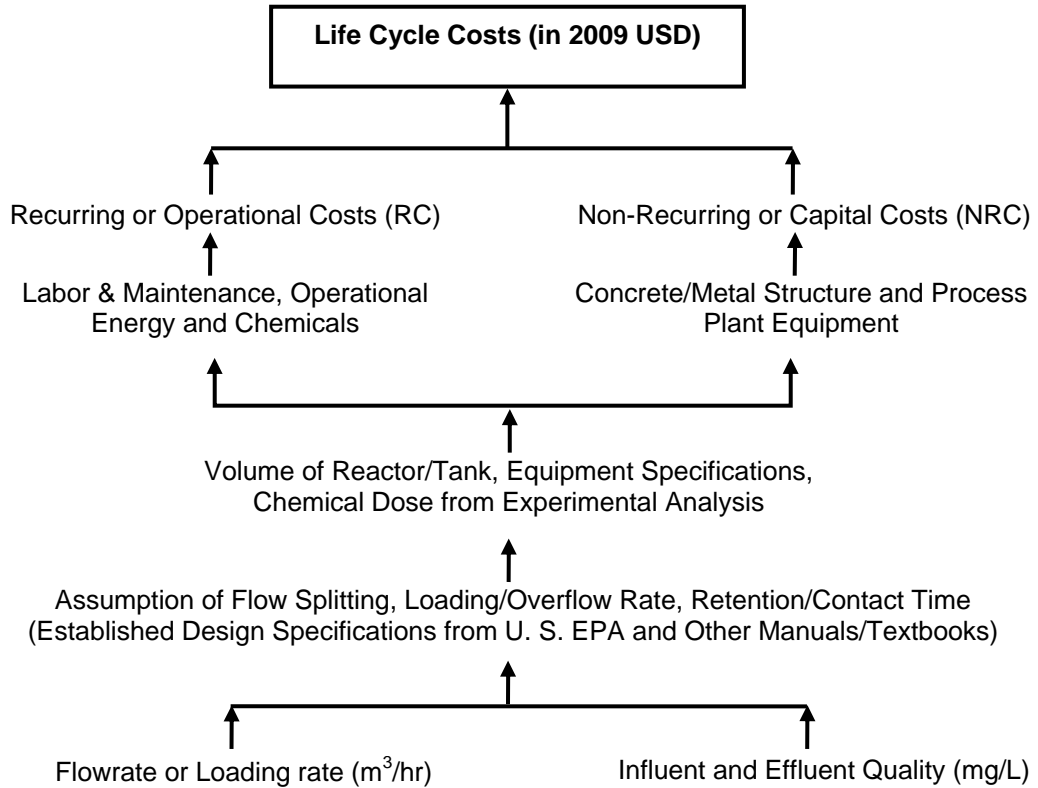 Life Cycle Costs (in 2009 USD)
Recurring or Operational Costs (RC)
Non-Recurring or Capital Costs (NRC)
Labor & Maintenance, Operational
Energy and Chemicals
Concrete/Metal Structure and Process
Plant Equipment
Volume of Reactor/Tank, Equipment Specifications,
Chemical Dose from Experimental Analysis
Assumption of Flow Splitting, Loading/Overflow Rate, Retention/Contact Time
(Established Design Specifications from U. S. EPA and Other Manuals/Textbooks)
Flowrate or Loading rate (m³/hr)
Influent and Effluent Quality (mg/L)